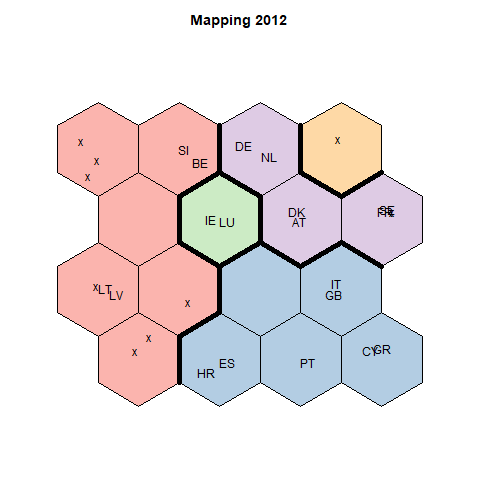 Mapping 2012
x
x
x
SI
BE
DE
NL
x
IE
LU
DK
AT
SE
x
LT
LV
x
IT
GB
x
x
HR
ES
PT
CY
GR